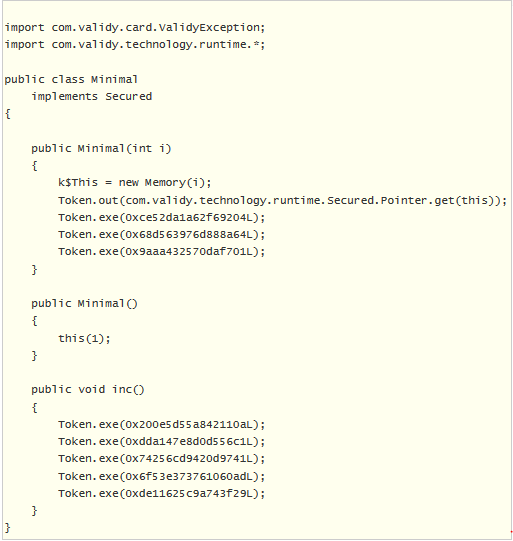 import com.validy.card.ValidyException;
import com.validy.technology.runtime.*;
public class Minimal
implements Secured
{
public Minimal(int i)
{
k$This = new Memory(i);
Token.out(com.validy.technology.runtime.Secured.Pointer.get(this));
Token.exe(0xce52da1a62f69204L);
Token.exe(0x68d563976d888a64L);
Token.exe(0x9aaa432570daf701L);
}
public Minimal()
{
this(1);
}
public void inc()
{
Token.exe(0x200e5d55a842110aL);
Token.exe(0xdda147e8d0d556c1L);
Token.exe(0x74256cd9420d9741L);
Token.exe(0x6f53e373761060adL);
Token.exe(0xde11625c9a743f29L);
}
}